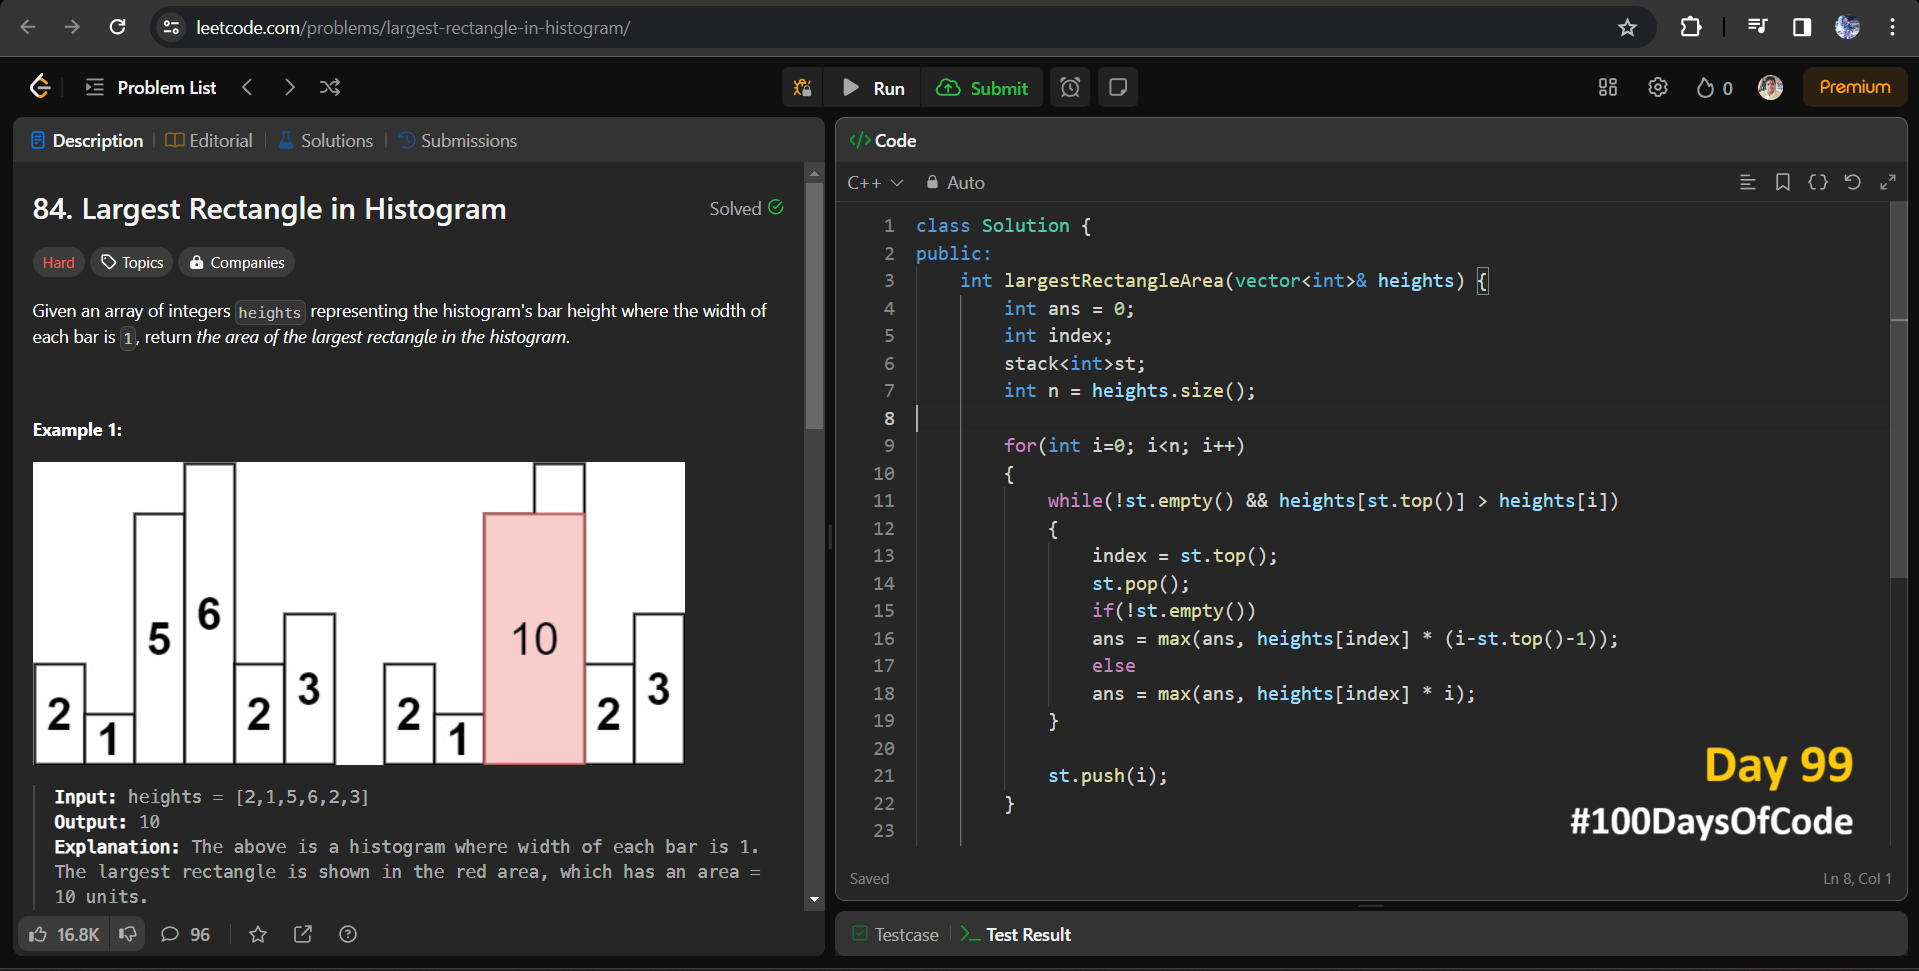 leetcode.com/problems/largest-rectangle-in-histogram/
Problem List
Run
Submit
0
Premium
Description
Editorial
Solutions
Submissions
84. Largest Rectangle in Histogram
Solved
Hard
Topics
Companies
Given an array of integers heights representing the histogram's bar height where the width of
each bar is 1, return the area of the largest rectangle in the histogram.
Example 1:
2 1 5 6 2 3
2 1 10 2 3
Input: heights = [2,1,5,6,2,3]
Output: 10
Explanation: The above is a histogram where width of each bar is 1.
The largest rectangle is shown in the red area, which has an area =
10 units.
16.8K
96
</> Code
C++
Auto
1 class Solution {
2 public:
3     int largestRectangleArea(vector<int>& heights) {
4         int ans = 0;
5         int index;
6         stack<int>st;
7         int n = heights.size();
8
9         for(int i=0; i<n; i++)
10         {
11             while(!st.empty() && heights[st.top()] > heights[i])
12             {
13                 index = st.top();
14                 st.pop();
15                 if(!st.empty())
16                 ans = max(ans, heights[index] * (i-st.top()-1));
17                 else
18                 ans = max(ans, heights[index] * i);
19             }
20
21             st.push(i);
22         }
23
Day 99
#100DaysOfCode
Saved
Ln 8, Col 1
Testcase
Test Result